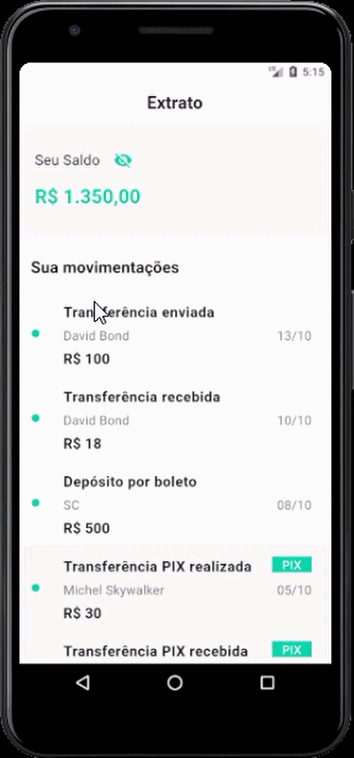 5:15
Extrato
Seu Saldo
R$ 1.350,00
Sua movimentações
Transferência enviada
David Bond 13/10
R$ 100
Transferência recebida
David Bond 10/10
R$ 18
Depósito por boleto
SC 08/10
R$ 500
Transferência PIX realizada PIX
Michel Skywalker 05/10
R$ 30
Transferência PIX recebida PIX